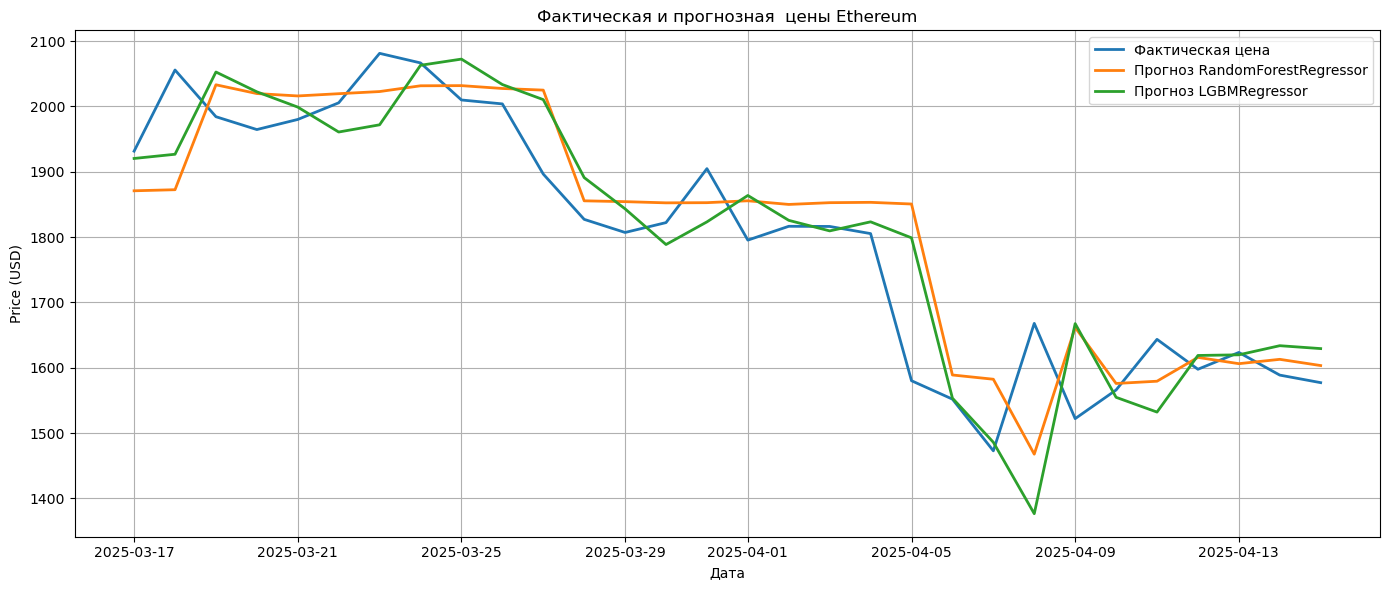 Фактическая и прогнозная  цены Ethereum
Фактическая цена
Прогноз RandomForestRegressor
Прогноз LGBMRegressor
Price (USD)
2100
2000
1900
1800
1700
1600
1500
1400
2025-03-17 2025-03-21 2025-03-25 2025-03-29 2025-04-01 2025-04-05 2025-04-09 2025-04-13
Дата